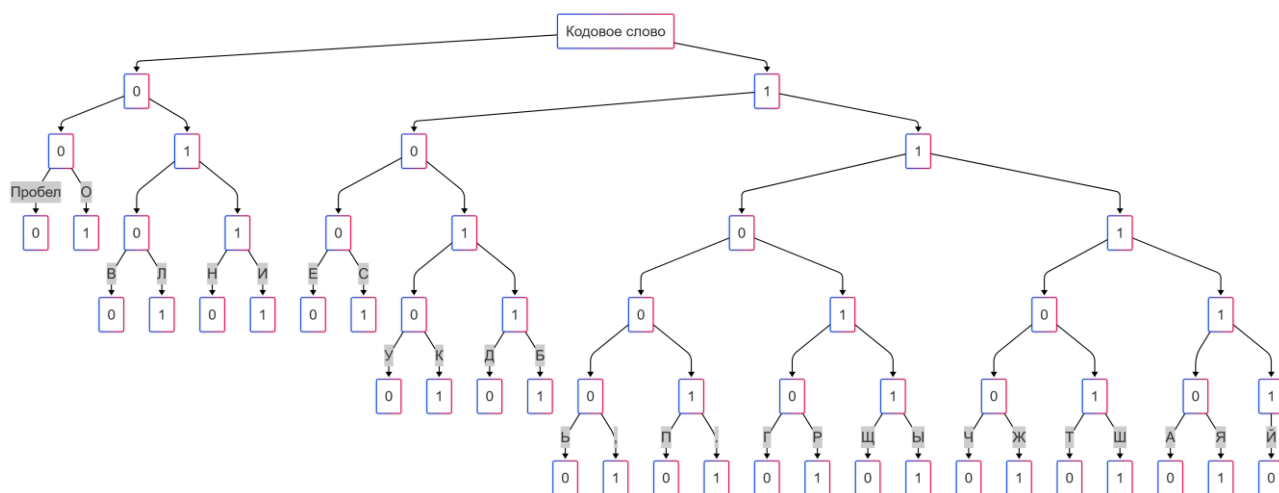 Кодовое слово
0 1
0 1 0 1
Пробел О
0 1 0 1 0 1 0 1
В Л Н И Е С
0 1 0 1 0 1 0 1 0 1 0 1
У К Д Б
0 1 0 1 0 1 0 1 0 1 0 1
Ь , П . Г Р Щ Ы Ч Ж Т Ш А Я Й
0 1 0 1 0 1 0 1 0 1 0 1 0 1 0